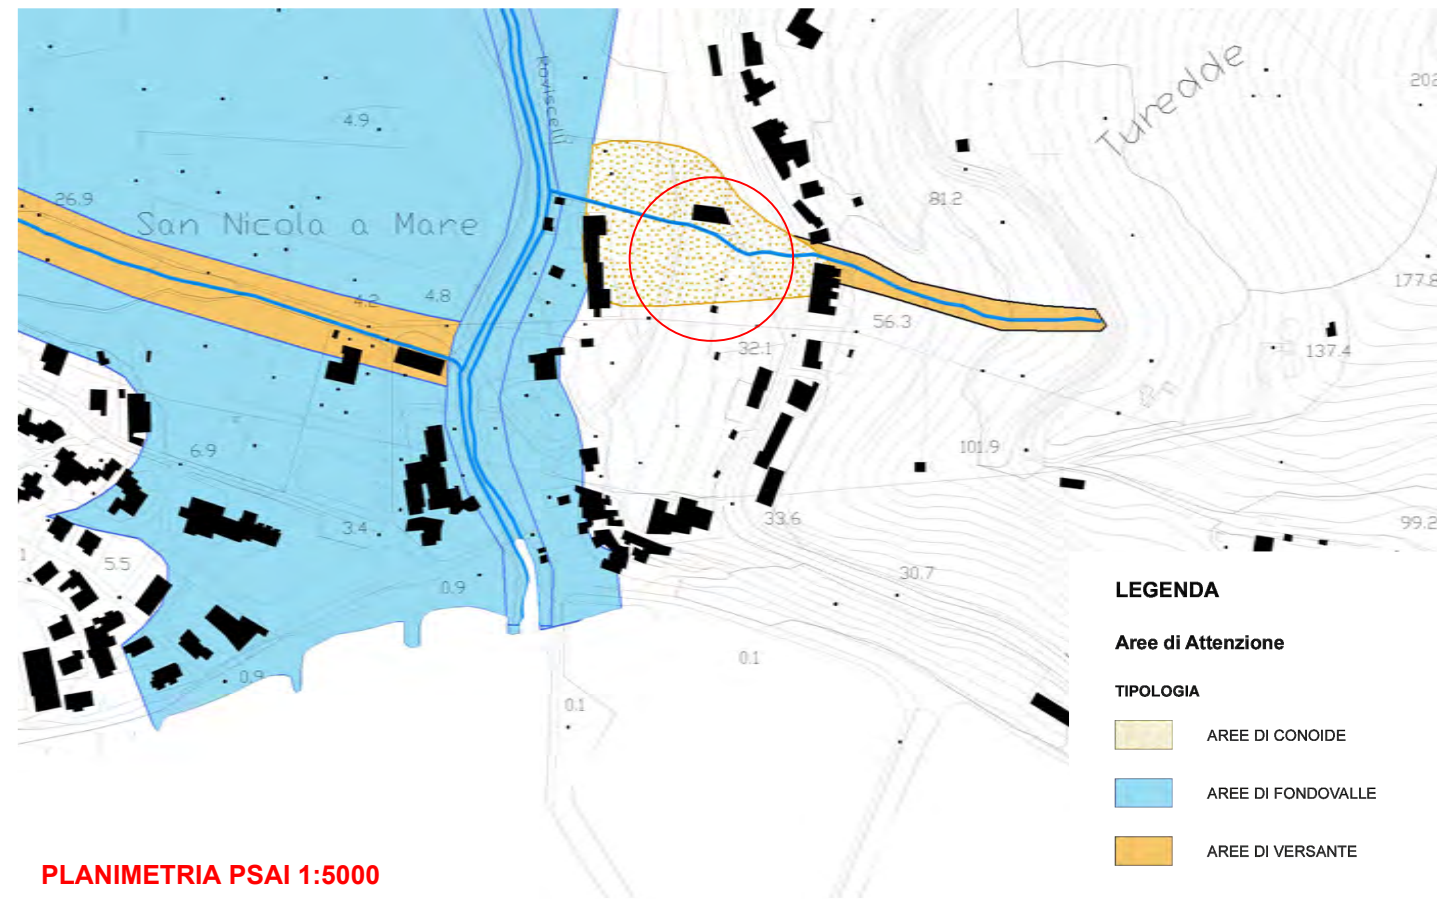 Roviscelli
4.9
Turedde
202
26.9
San Nicola a Mare
81.2
4.2
4.8
177.8
56.3
32.1
137.4
6.9
101.9
3.4
33.6
99.2
1
5.5
0.9
30.7
0.9
0.1
0.1
LEGENDA
Aree di Attenzione
TIPOLOGIA
AREE DI CONOIDE
AREE DI FONDOVALLE
AREE DI VERSANTE
PLANIMETRIA PSAI 1:5000